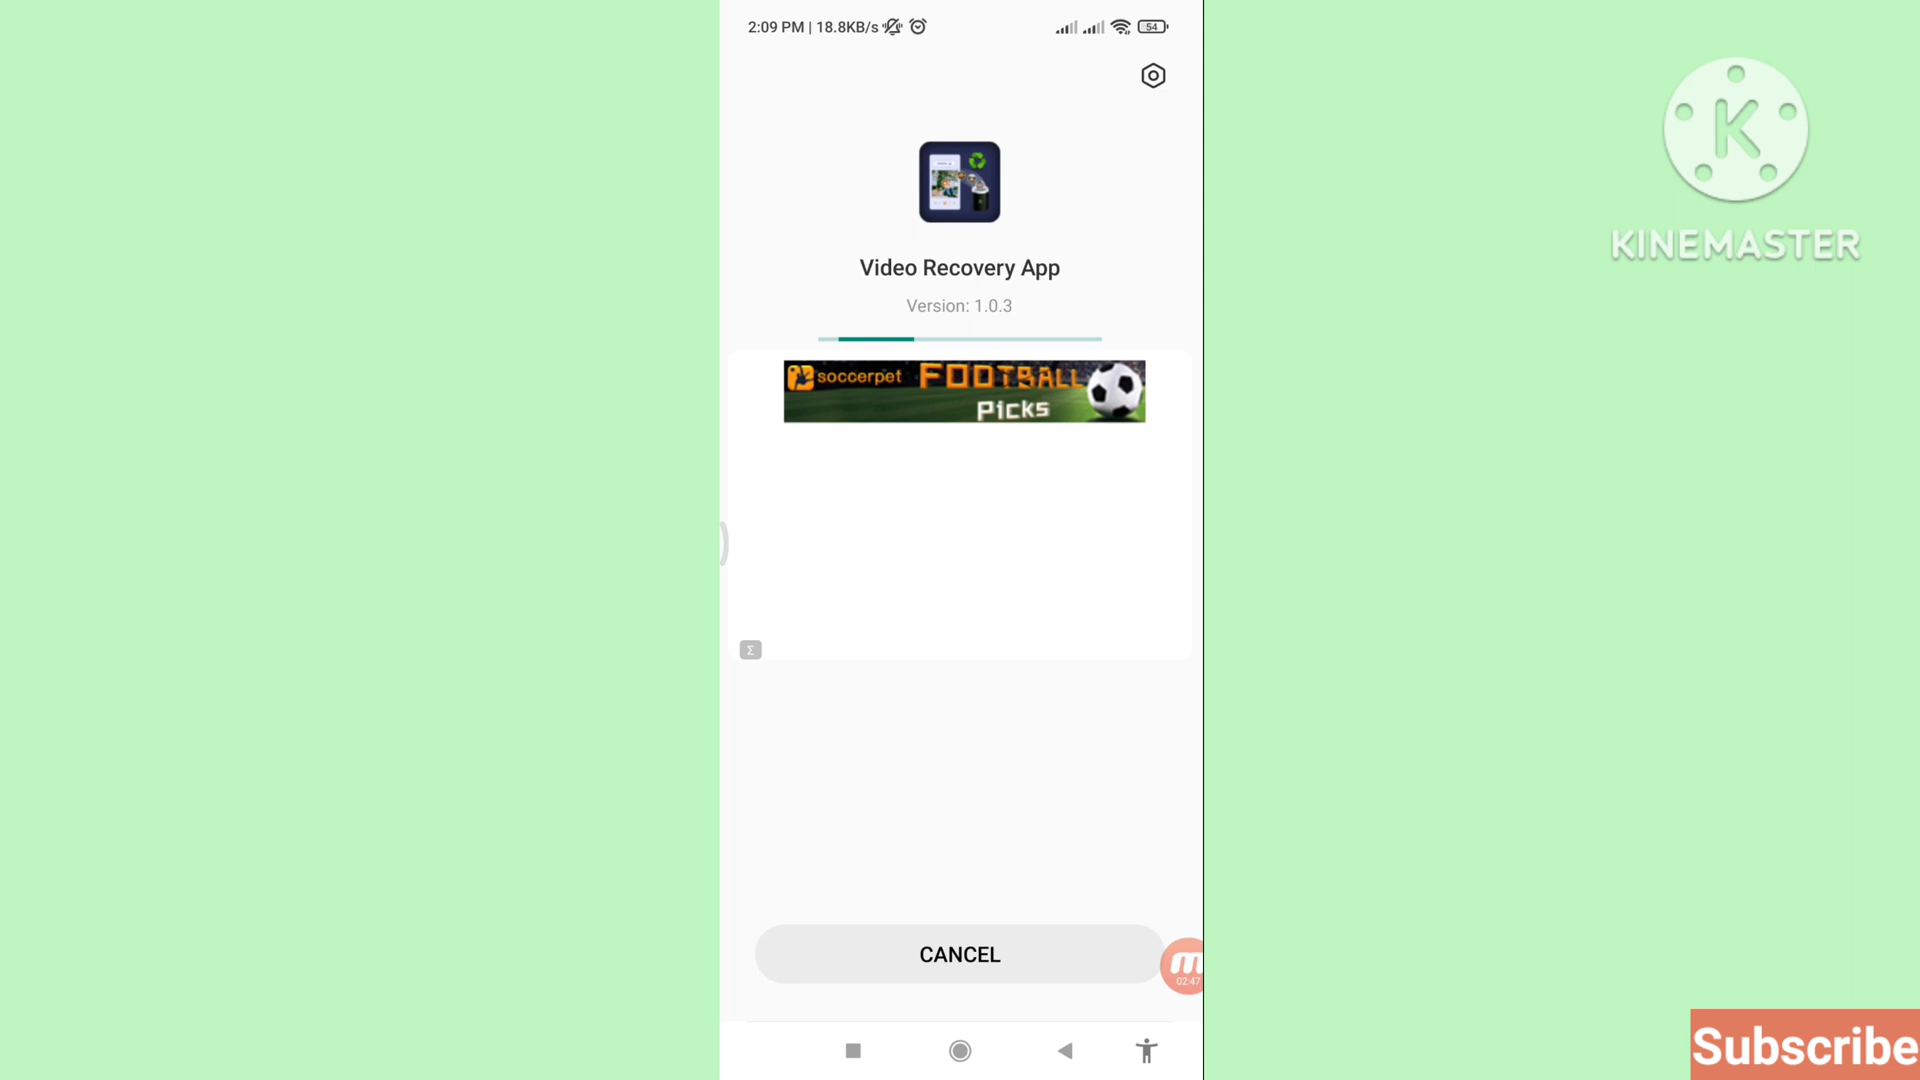 2:09 PM | 18.8KB/s
54
Video Recovery App
Version: 1.0.3
soccerpet FOOTBALL
Picks
Σ
CANCEL
02:47
K
KINEMASTER
Subscribe